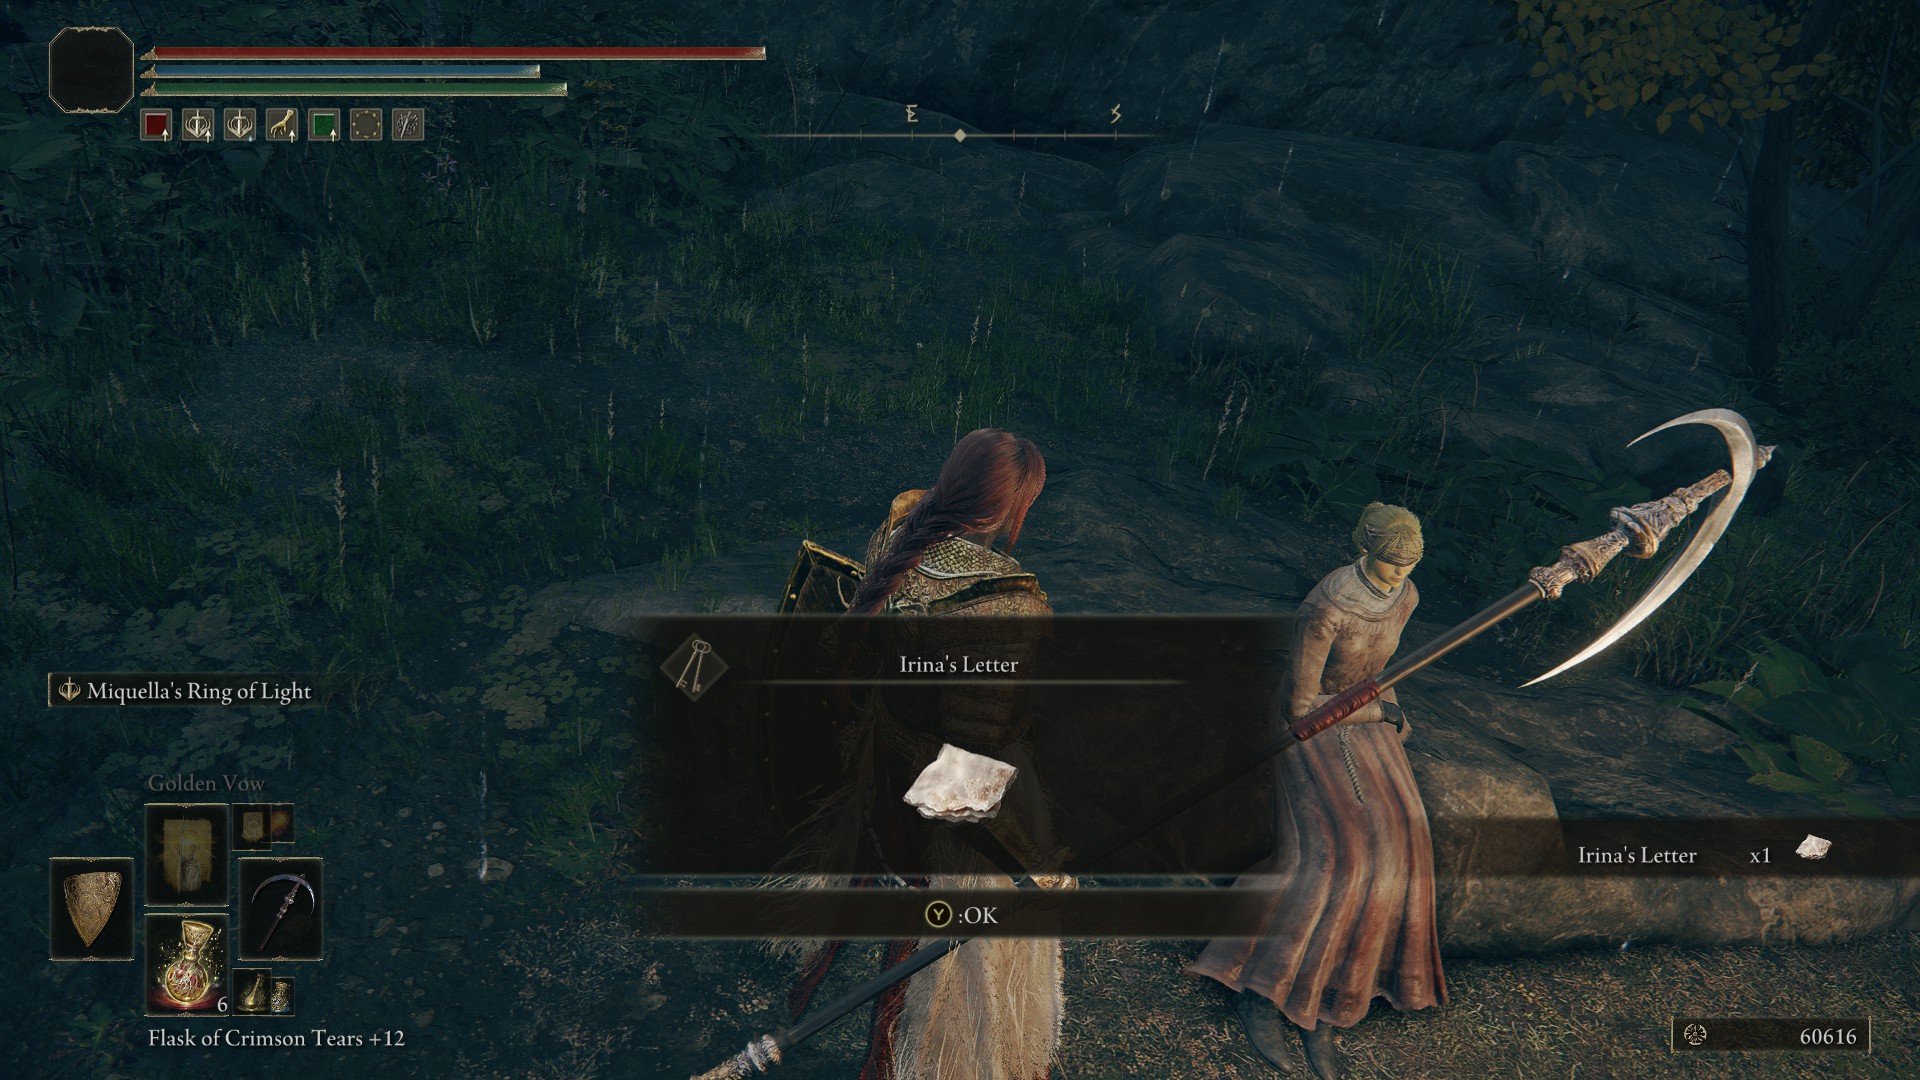 E
S
Irina's Letter
Miquella's Ring of Light
Golden Vow
Irina's Letter x1
Y :OK
6
Flask of Crimson Tears +12
60616